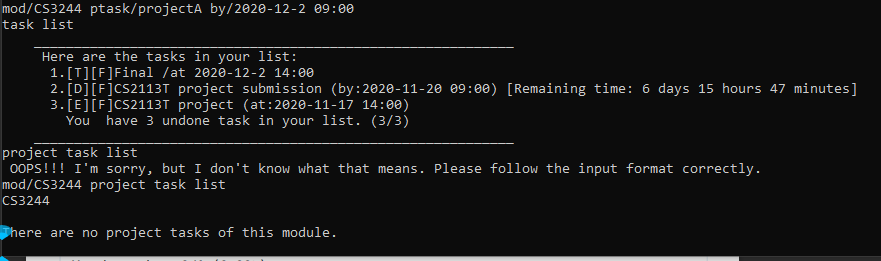 mod/CS3244 ptask/projectA by/2020-12-2 09:00
task list
____________________________________________________________
Here are the tasks in your list:
1.[T][F]Final /at 2020-12-2 14:00
2.[D][F]CS2113T project submission (by:2020-11-20 09:00) [Remaining time: 6 days 15 hours 47 minutes]
3.[E][F]CS2113T project (at:2020-11-17 14:00)
You  have 3 undone task in your list. (3/3)
____________________________________________________________
project task list
OOPS!!! I'm sorry, but I don't know what that means. Please follow the input format correctly.
mod/CS3244 project task list
CS3244
There are no project tasks of this module.